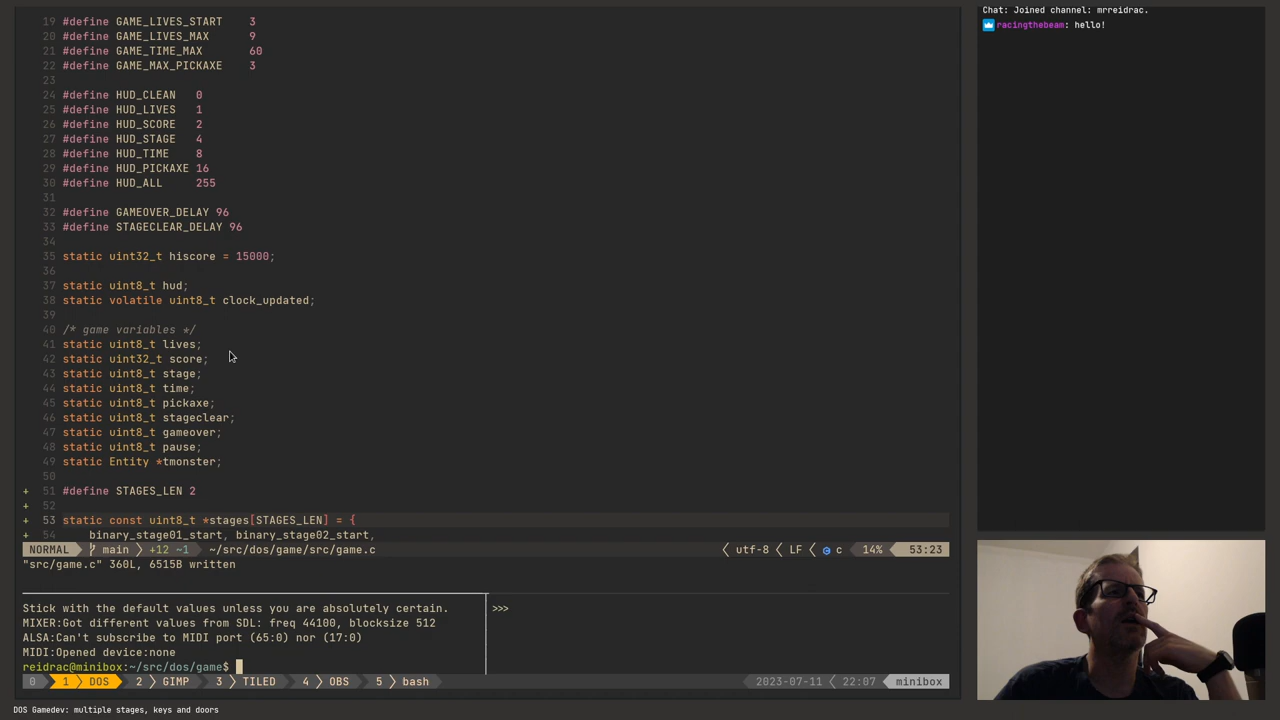 19 #define GAME_LIVES_START    3
20 #define GAME_LIVES_MAX      9
21 #define GAME_TIME_MAX       60
22 #define GAME_MAX_PICKAXE    3
23
24 #define HUD_CLEAN   0
25 #define HUD_LIVES   1
26 #define HUD_SCORE   2
27 #define HUD_STAGE   4
28 #define HUD_TIME    8
29 #define HUD_PICKAXE 16
30 #define HUD_ALL     255
31
32 #define GAMEOVER_DELAY 96
33 #define STAGECLEAR_DELAY 96
34
35 static uint32_t hiscore = 15000;
36
37 static uint8_t hud;
38 static volatile uint8_t clock_updated;
39
40 /* game variables */
41 static uint8_t lives;
42 static uint32_t score;
43 static uint8_t stage;
44 static uint8_t time;
45 static uint8_t pickaxe;
46 static uint8_t stageclear;
47 static uint8_t gameover;
48 static uint8_t pause;
49 static Entity *tmonster;
50
+ 51 #define STAGES_LEN 2
+ 52
+ 53 static const uint8_t *stages[STAGES_LEN] = {
+ 54     binary_stage01_start, binary_stage02_start,
NORMAL main +12 ~1 ~/src/dos/game/src/game.c utf-8 LF c 14% 53:23
"src/game.c" 360L, 6515B written
Stick with the default values unless you are absolutely certain.
MIXER:Got different values from SDL: freq 44100, blocksize 512
ALSA:Can't subscribe to MIDI port (65:0) nor (17:0)
MIDI:Opened device:none
reidrac@minibox:~/src/dos/game$
>>>
0 1 DOS 2 GIMP 3 TILED 4 OBS 5 bash 2023-07-11 22:07 minibox
DOS Gamedev: multiple stages, keys and doors
Chat: Joined channel: mrreidrac.
racingthebeam: hello!